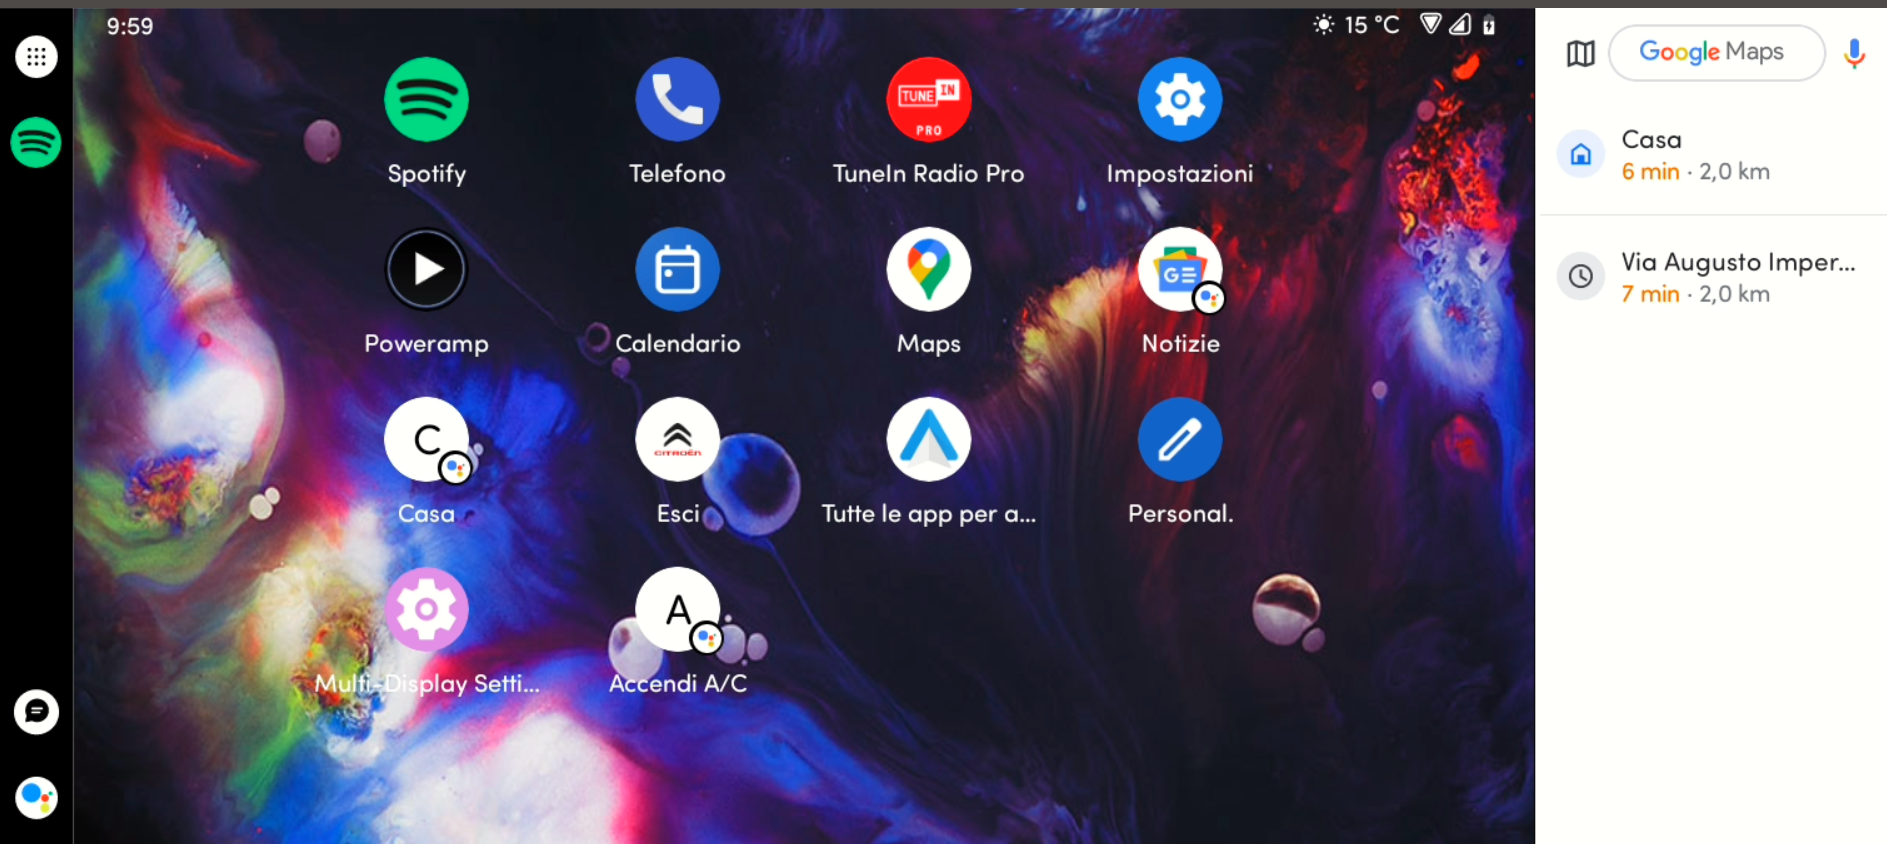 9:59
15 °C
Spotify
Telefono
TUNE IN
PRO
TuneIn Radio Pro
Impostazioni
Poweramp
Calendario
Maps
GE
Notizie
C
Casa
CITROËN
Esci
Tutte le app per a...
Personal.
Multi-Display Setti...
A
Accendi A/C
Google Maps
Casa
6 min · 2,0 km
Via Augusto Imper...
7 min · 2,0 km